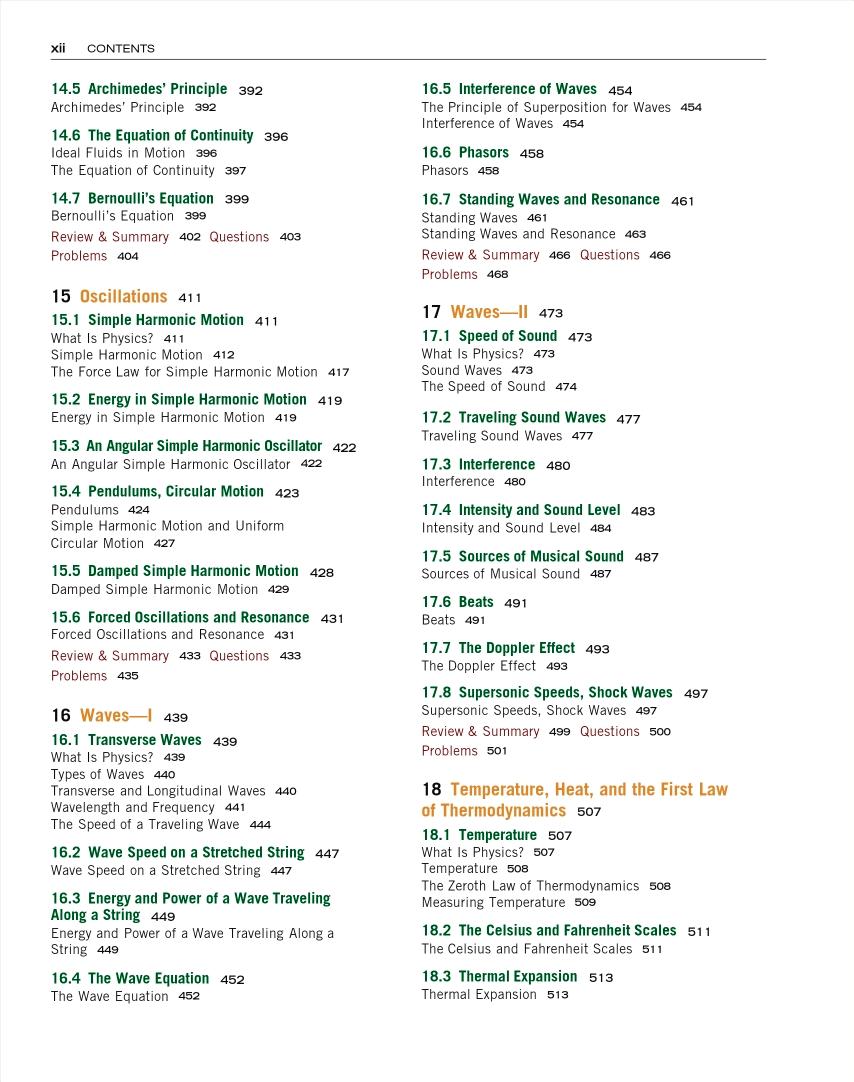 xii CONTENTS
14.5 Archimedes' Principle 392
Archimedes' Principle 392
14.6 The Equation of Continuity 396
Ideal Fluids in Motion 396
The Equation of Continuity 397
14.7 Bernoulli's Equation 399
Bernoulli's Equation 399
Review & Summary 402 Questions 403
Problems 404
15 Oscillations 411
15.1 Simple Harmonic Motion 411
What Is Physics? 411
Simple Harmonic Motion 412
The Force Law for Simple Harmonic Motion 417
15.2 Energy in Simple Harmonic Motion 419
Energy in Simple Harmonic Motion 419
15.3 An Angular Simple Harmonic Oscillator 422
An Angular Simple Harmonic Oscillator 422
15.4 Pendulums, Circular Motion 423
Pendulums 424
Simple Harmonic Motion and Uniform
Circular Motion 427
15.5 Damped Simple Harmonic Motion 428
Damped Simple Harmonic Motion 429
15.6 Forced Oscillations and Resonance 431
Forced Oscillations and Resonance 431
Review & Summary 433 Questions 433
Problems 435
16 Waves—I 439
16.1 Transverse Waves 439
What Is Physics? 439
Types of Waves 440
Transverse and Longitudinal Waves 440
Wavelength and Frequency 441
The Speed of a Traveling Wave 444
16.2 Wave Speed on a Stretched String 447
Wave Speed on a Stretched String 447
16.3 Energy and Power of a Wave Traveling
Along a String 449
Energy and Power of a Wave Traveling Along a
String 449
16.4 The Wave Equation 452
The Wave Equation 452
16.5 Interference of Waves 454
The Principle of Superposition for Waves 454
Interference of Waves 454
16.6 Phasors 458
Phasors 458
16.7 Standing Waves and Resonance 461
Standing Waves 461
Standing Waves and Resonance 463
Review & Summary 466 Questions 466
Problems 468
17 Waves—II 473
17.1 Speed of Sound 473
What Is Physics? 473
Sound Waves 473
The Speed of Sound 474
17.2 Traveling Sound Waves 477
Traveling Sound Waves 477
17.3 Interference 480
Interference 480
17.4 Intensity and Sound Level 483
Intensity and Sound Level 484
17.5 Sources of Musical Sound 487
Sources of Musical Sound 487
17.6 Beats 491
Beats 491
17.7 The Doppler Effect 493
The Doppler Effect 493
17.8 Supersonic Speeds, Shock Waves 497
Supersonic Speeds, Shock Waves 497
Review & Summary 499 Questions 500
Problems 501
18 Temperature, Heat, and the First Law
of Thermodynamics 507
18.1 Temperature 507
What Is Physics? 507
Temperature 508
The Zeroth Law of Thermodynamics 508
Measuring Temperature 509
18.2 The Celsius and Fahrenheit Scales 511
The Celsius and Fahrenheit Scales 511
18.3 Thermal Expansion 513
Thermal Expansion 513